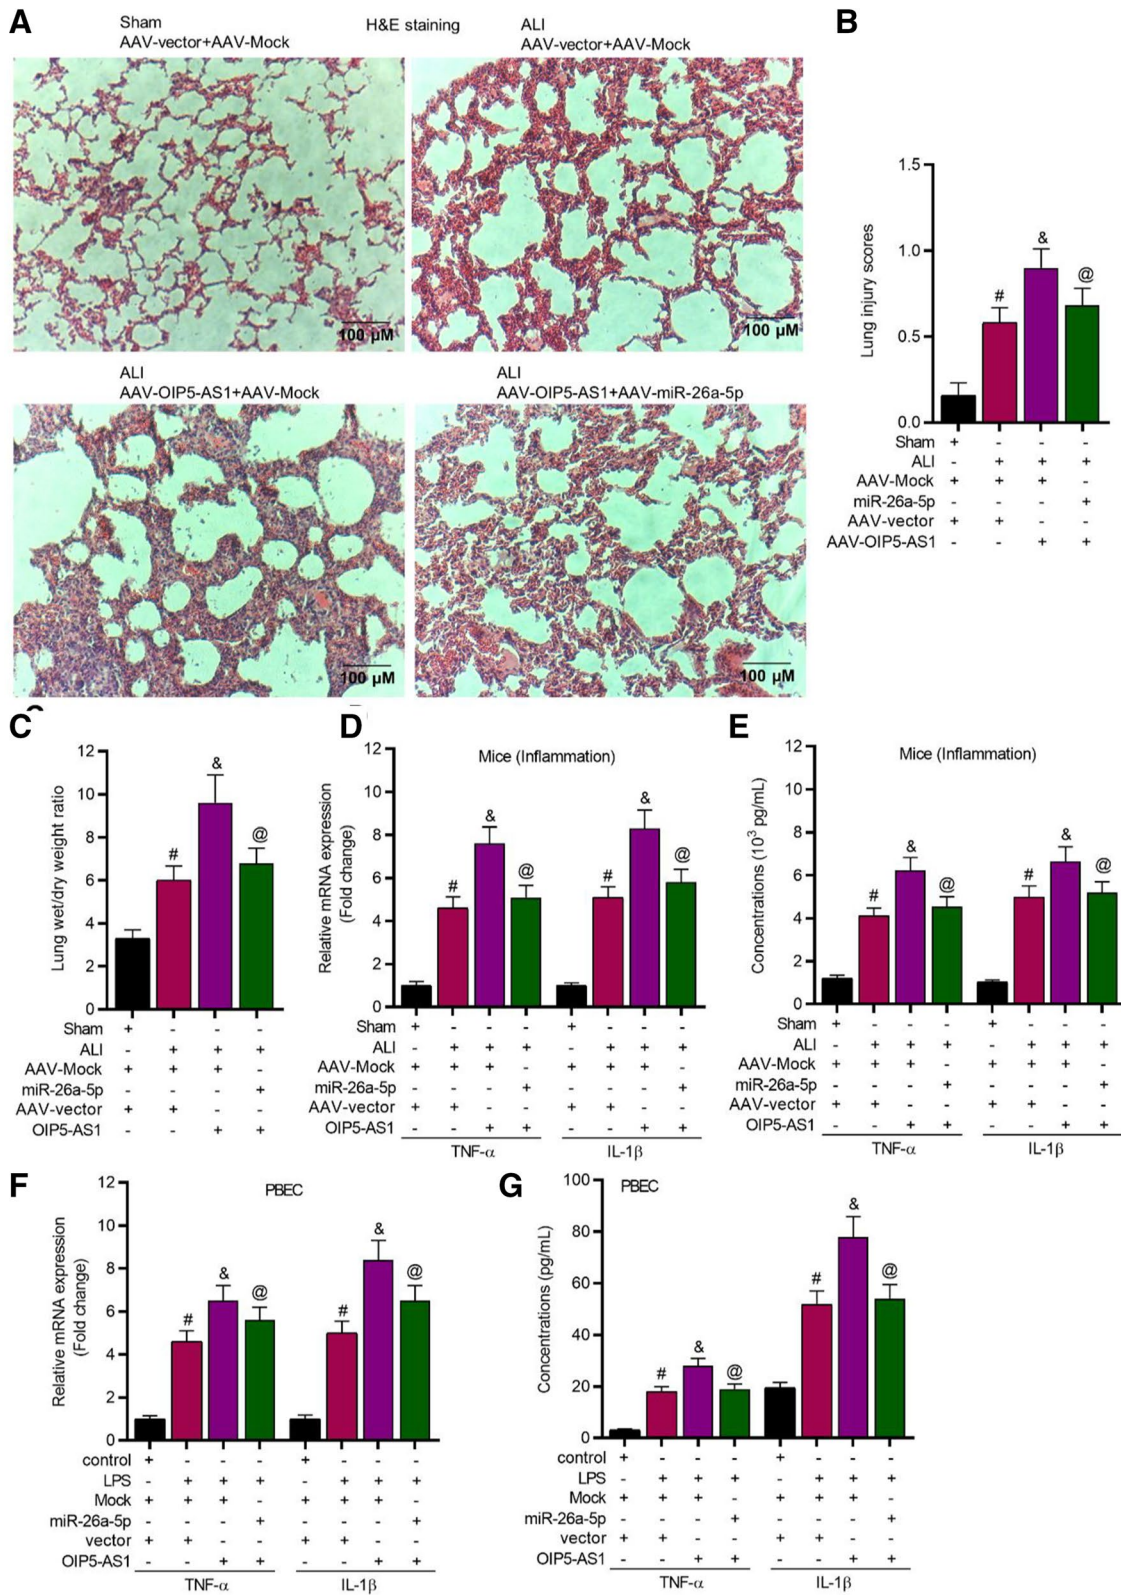 A
Sham
AAV-vector+AAV-Mock
H&E staining
ALI
AAV-vector+AAV-Mock
100 μM
100 μM
ALI
AAV-OIP5-AS1+AAV-Mock
ALI
AAV-OIP5-AS1+AAV-miR-26a-5p
100 μM
100 μM
B
Lung injury scores
1.5
1.0
0.5
0.0
# & @
Sham + - - -
ALI - + + +
AAV-Mock + + + -
miR-26a-5p - - - +
AAV-vector + + - -
AAV-OIP5-AS1 - - + +
C
Lung wet/dry weight ratio
12
10
8
6
4
2
0
# & @
Sham + - - -
ALI - + + +
AAV-Mock + + + -
miR-26a-5p - - - +
AAV-vector + + - -
OIP5-AS1 - - + +
D
Mice (Inflammation)
Relative mRNA expression
(Fold change)
12
10
8
6
4
2
0
# & @ # & @
Sham + - - - + - - -
ALI - + + + - + + +
AAV-Mock + + + - + + + -
miR-26a-5p - - - + - - - +
AAV-vector + + - - + + - -
OIP5-AS1 - - + + - - + +
TNF-α IL-1β
E
Mice (Inflammation)
Concentrations (10³ pg/mL)
12
10
8
6
4
2
0
# & @ # & @
Sham + - - - + - - -
ALI - + + + - + + +
AAV-Mock + + + - + + + -
miR-26a-5p - - - + - - - +
AAV-vector + + - - + + - -
OIP5-AS1 - - + + - - + +
TNF-α IL-1β
F
PBEC
Relative mRNA expression
(Fold change)
12
10
8
6
4
2
0
# & @ # & @
control + - - - + - - -
LPS - + + + - + + +
Mock + + + - + + + -
miR-26a-5p - - - + - - - +
vector + + - - + + - -
OIP5-AS1 - - + + - - + +
TNF-α IL-1β
G
PBEC
Concentrations (pg/mL)
100
80
60
40
20
0
# & @ # & @
control + - - - + - - -
LPS - + + + - + + +
Mock + + + - + + + -
miR-26a-5p - - - + - - - +
vector + + - - + + - -
OIP5-AS1 - - + + - - + +
TNF-α IL-1β